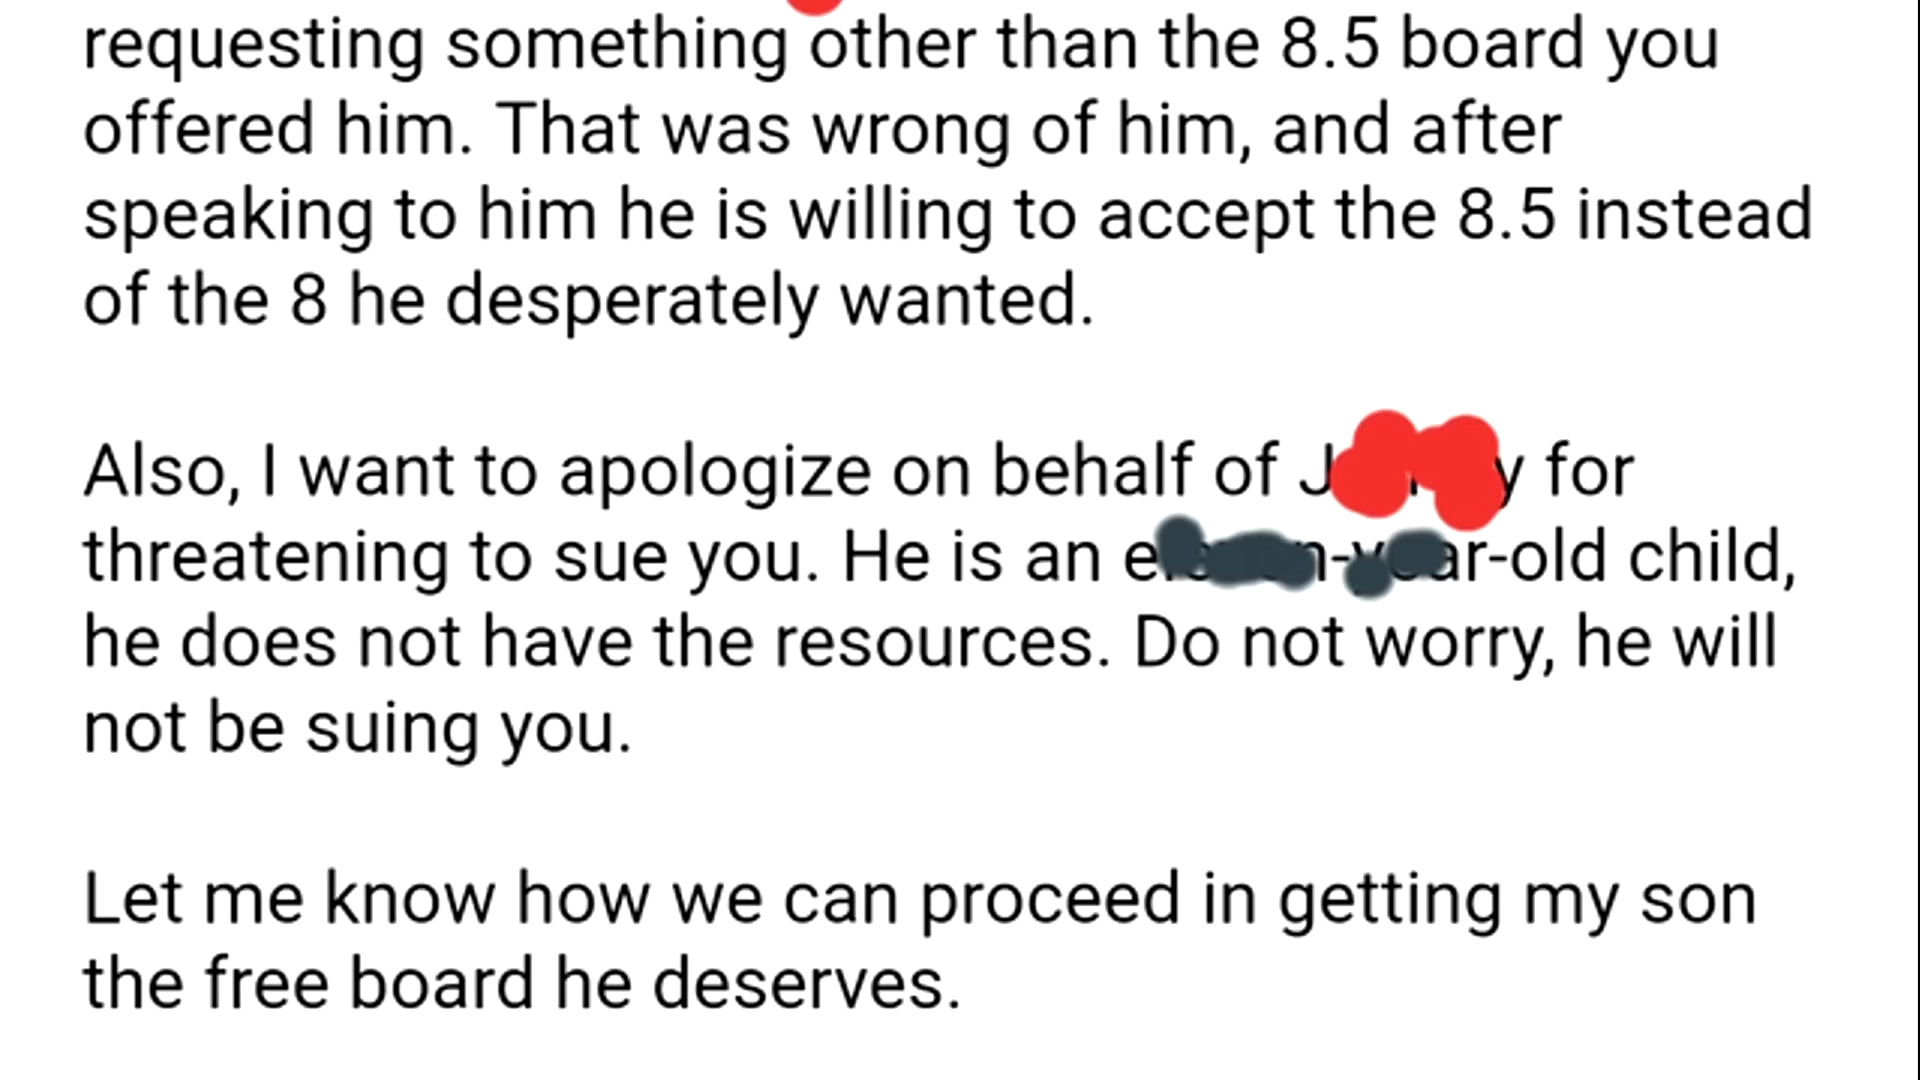 requesting something other than the 8.5 board you
offered him. That was wrong of him, and after
speaking to him he is willing to accept the 8.5 instead
of the 8 he desperately wanted.
Also, I want to apologize on behalf of for
threatening to sue you. He is an child,
he does not have the resources. Do not worry, he will
not be suing you.
Let me know how we can proceed in getting my son
the free board he deserves.